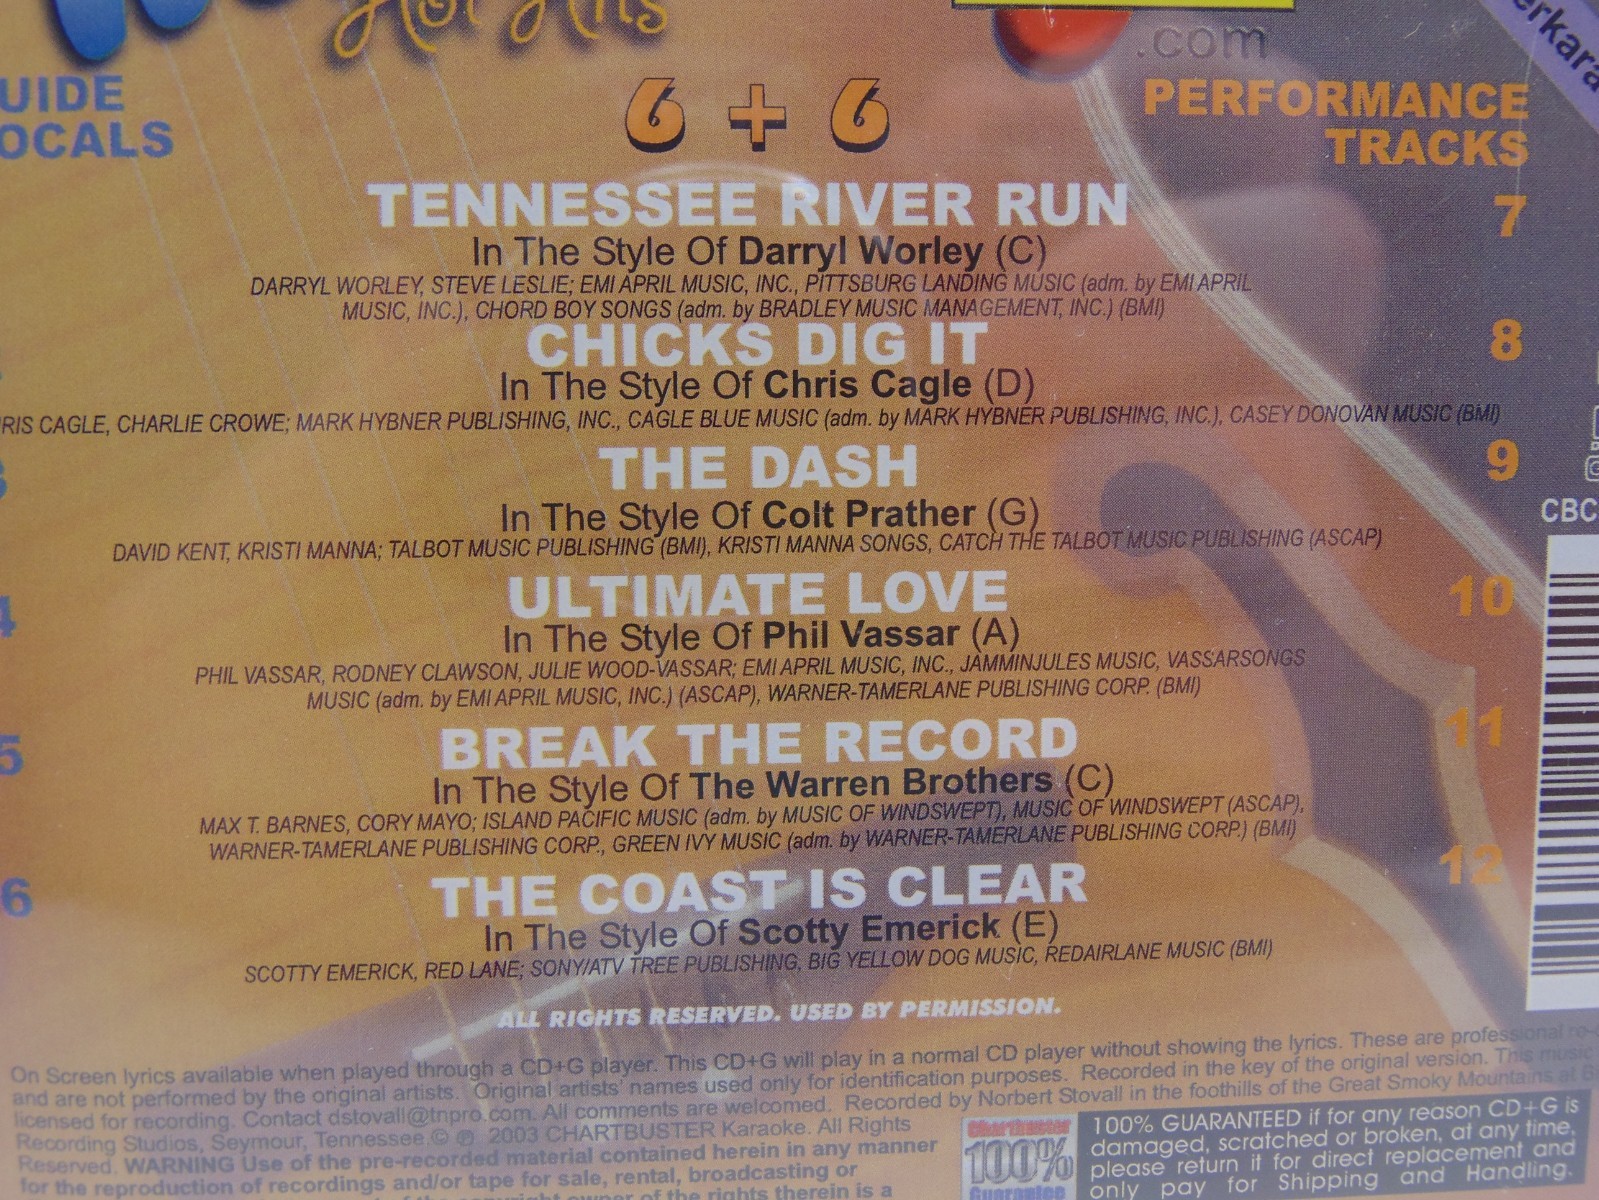 Hot Hits
.com
6 + 6
PERFORMANCE
TRACKS
TENNESSEE RIVER RUN
7
In The Style Of Darryl Worley (C)
DARRYL WORLEY, STEVE LESLIE; EMI APRIL MUSIC, INC., PITTSBURG LANDING MUSIC (adm. by EMI APRIL
MUSIC, INC.), CHORD BOY SONGS (adm. by BRADLEY MUSIC MANAGEMENT, INC.) (BMI)
CHICKS DIG IT
8
In The Style Of Chris Cagle (D)
RIS CAGLE, CHARLIE CROWE; MARK HYBNER PUBLISHING, INC., CAGLE BLUE MUSIC (adm. by MARK HYBNER PUBLISHING, INC.), CASEY DONOVAN MUSIC (BMI)
3
THE DASH
9
In The Style Of Colt Prather (G)
CBC
DAVID KENT, KRISTI MANNA; TALBOT MUSIC PUBLISHING (BMI), KRISTI MANNA SONGS, CATCH THE TALBOT MUSIC PUBLISHING (ASCAP)
4
ULTIMATE LOVE
10
In The Style Of Phil Vassar (A)
PHIL VASSAR, RODNEY CLAWSON, JULIE WOOD-VASSAR; EMI APRIL MUSIC, INC., JAMMINJULES MUSIC, VASSARSONGS
MUSIC (adm. by EMI APRIL MUSIC, INC.) (ASCAP), WARNER-TAMERLANE PUBLISHING CORP. (BMI)
5
BREAK THE RECORD
11
In The Style Of The Warren Brothers (C)
MAX T. BARNES, CORY MAYO; ISLAND PACIFIC MUSIC (adm. by MUSIC OF WINDSWEPT), MUSIC OF WINDSWEPT (ASCAP),
WARNER-TAMERLANE PUBLISHING CORP., GREEN IVY MUSIC (adm. by WARNER-TAMERLANE PUBLISHING CORP.) (BMI)
6
THE COAST IS CLEAR
12
In The Style Of Scotty Emerick (E)
SCOTTY EMERICK, RED LANE; SONY/ATV TREE PUBLISHING, BIG YELLOW DOG MUSIC, REDAIRLANE MUSIC (BMI)
ALL RIGHTS RESERVED. USED BY PERMISSION.
On Screen lyrics available when played through a CD+G player. This CD+G will play in a normal CD player without showing the lyrics. These are professional re-
and are not performed by the original artists. Original artists' names used only for identification purposes. Recorded in the key of the original version. This music
licensed for recording. Contact dstovall@tnpro.com. All comments are welcomed. Recorded by Norbert Stovall in the foothills of the Great Smoky Mountains at B
Recording Studios, Seymour, Tennessee © ℗ 2003 CHARTBUSTER Karaoke. All Rights
Reserved. WARNING Use of the pre-recorded material contained herein in any manner
for the reproduction of recordings and/or tape for sale, rental, broadcasting or
of the copyright owner of the rights therein is a
Chartbuster
100%
Guarantee
100% GUARANTEED if for any reason CD+G is
damaged, scratched or broken, at any time,
please return it for direct replacement and
only pay for Shipping and Handling.